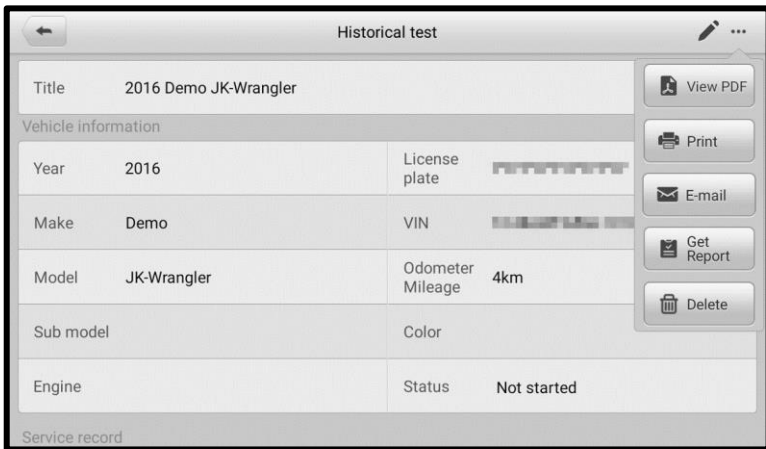 Historical test
Title 2016 Demo JK-Wrangler
View PDF
Vehicle information
Print
Year 2016 License
plate
E-mail
Make Demo VIN
Get
Report
Model JK-Wrangler Odometer
Mileage 4km
Delete
Sub model Color
Engine Status Not started
Service record